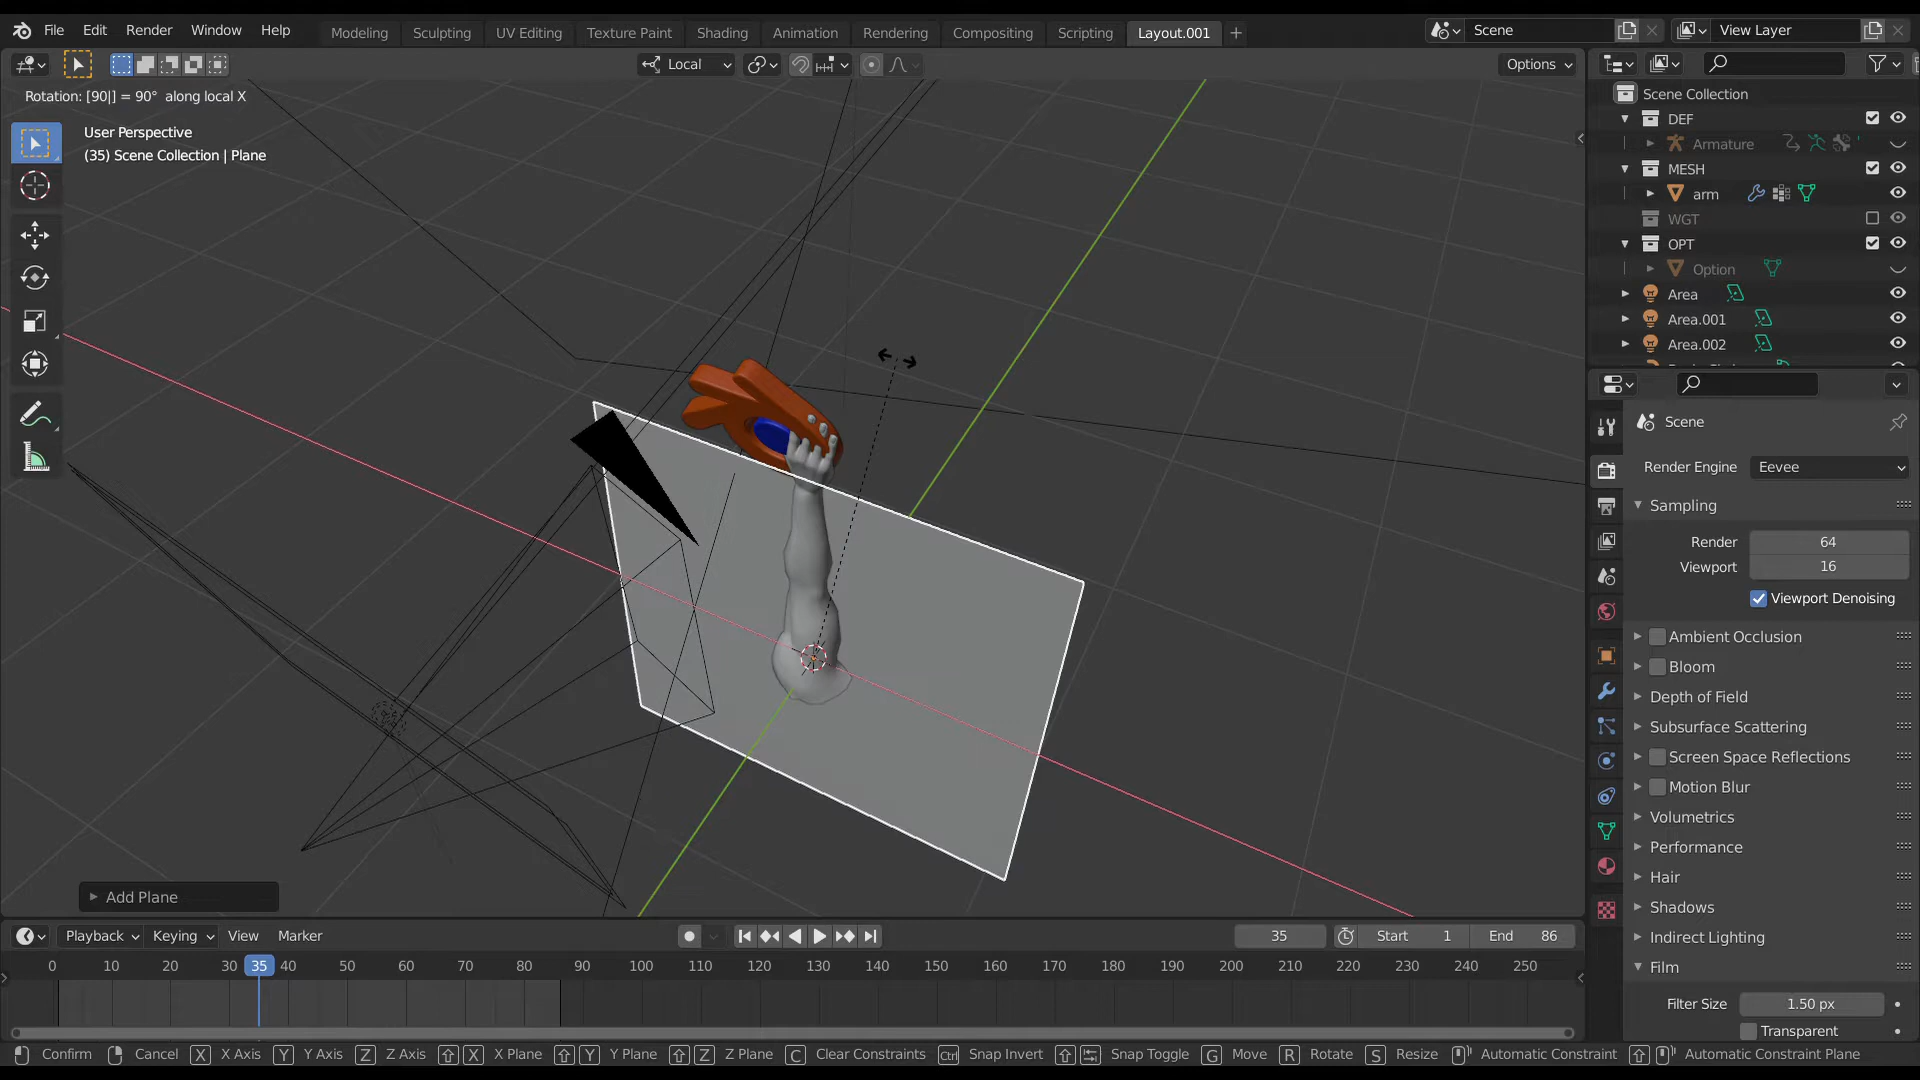 File Edit Render Window Help Modeling Sculpting UV Editing Texture Paint Shading Animation Rendering Compositing Scripting Layout.001 + Scene View Layer
Local Options
Rotation: [90|] = 90° along local X
User Perspective
(35) Scene Collection | Plane
Scene Collection
DEF
Armature
MESH
arm
WGT
OPT
Option
Area
Area.001
Area.002
Scene
Render Engine Eevee
Sampling
Render 64
Viewport 16
Viewport Denoising
Ambient Occlusion
Bloom
Depth of Field
Subsurface Scattering
Screen Space Reflections
Motion Blur
Volumetrics
Performance
Hair
Shadows
Indirect Lighting
Film
Filter Size 1.50 px
Transparent
Add Plane
Playback Keying View Marker 35 Start 1 End 86
0 10 20 30 35 40 50 60 70 80 90 100 110 120 130 140 150 160 170 180 190 200 210 220 230 240 250
Confirm Cancel X X Axis Y Y Axis Z Z Axis X X Plane Y Y Plane Z Z Plane C Clear Constraints Ctrl Snap Invert Snap Toggle G Move R Rotate S Resize Automatic Constraint Automatic Constraint Plane